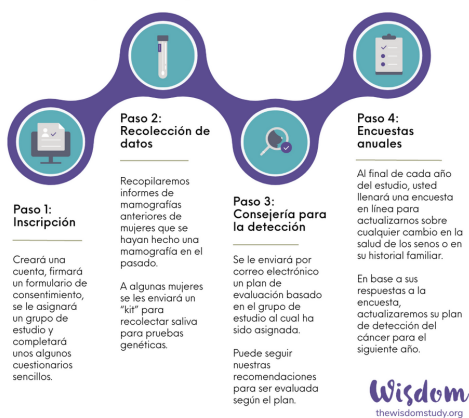 Paso 1:
Inscripción
Creará una
cuenta, firmará
un formulario de
consentimiento,
se le asignará
un grupo de
estudio y
completará
unos algunos
cuestionarios
sencillos.
Paso 2:
Recolección de
datos
Recopilaremos
informes de
mamografías
anteriores de
mujeres que se
hayan hecho una
mamografía en el
pasado.
A algunas mujeres
se les enviará un
"kit" para
recolectar saliva
para pruebas
genéticas.
Paso 3:
Consejería para
la detección
Se le enviará por
correo electrónico
un plan de
evaluación basado
en el grupo de
estudio al cual ha
sido asignada.
Puede seguir
nuestras
recomendaciones
para ser evaluada
según el plan.
Paso 4:
Encuestas
anuales
Al final de cada año
del estudio, usted
llenará una encuesta
en línea para
actualizarnos sobre
cualquier cambio en la
salud de los senos o en
su historial familiar.
En base a sus
respuestas a la
encuesta,
actualizaremos su plan
de detección del
cáncer para el
siguiente año.
Wisdom
thewisdomstudy.org